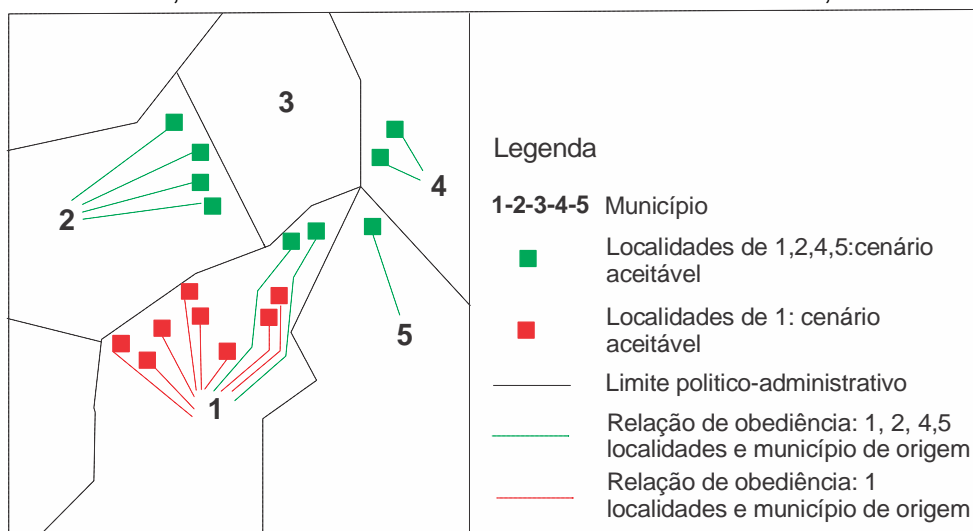 3
4
2
5
1
Legenda
1-2-3-4-5 Município
Localidades de 1,2,4,5:cenário
aceitável
Localidades de 1: cenário
aceitável
Limite politico-administrativo
Relação de obediência: 1, 2, 4,5
localidades e município de origem
Relação de obediência: 1
localidades e município de origem